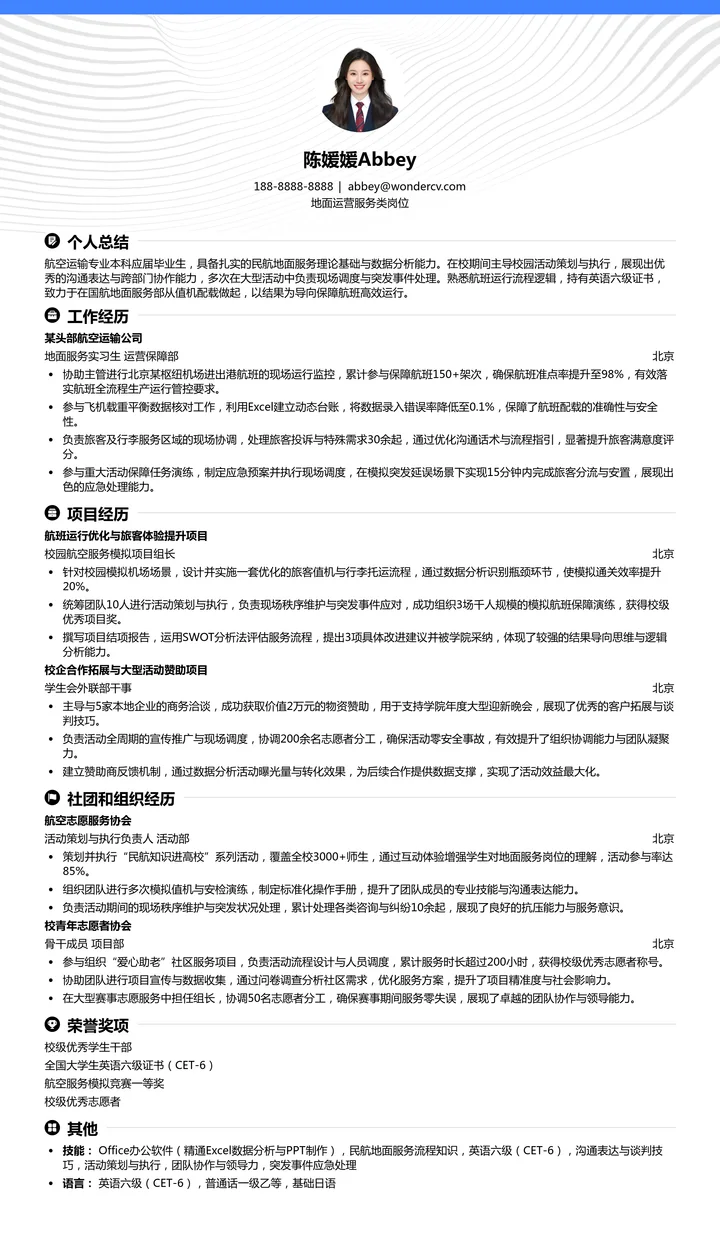 陈媛媛Abbey
188-8888-8888 | abbey@wondercv.com
地面运营服务类岗位
个人总结
航空运输专业本科应届毕业生，具备扎实的民航地面服务理论基础与数据分析能力。在校期间主导校园活动策划与执行，展现出优
秀的沟通表达与跨部门协作能力，多次在大型活动中负责现场调度与突发事件处理。熟悉航班运行流程逻辑，持有英语六级证书，
致力于在国航地面服务部从值机配载做起，以结果为导向保障航班高效运行。
工作经历
某头部航空运输公司
地面服务实习生 运营保障部 北京
• 协助主管进行北京某枢纽机场进出港航班的现场运行监控，累计参与保障航班150+架次，确保航班准点率提升至98%，有效落
实航班全流程生产运行管控要求。
• 参与飞机载重平衡数据核对工作，利用Excel建立动态台账，将数据录入错误率降低至0.1%，保障了航班配载的准确性与安全
性。
• 负责旅客及行李服务区域的现场协调，处理旅客投诉与特殊需求30余起，通过优化沟通话术与流程指引，显著提升旅客满意度评
分。
• 参与重大活动保障任务演练，制定应急预案并执行现场调度，在模拟突发延误场景下实现15分钟内完成旅客分流与安置，展现出
色的应急处理能力。
项目经历
航班运行优化与旅客体验提升项目
校园航空服务模拟项目组长 北京
• 针对校园模拟机场场景，设计并实施一套优化的旅客值机与行李托运流程，通过数据分析识别瓶颈环节，使模拟通关效率提升
20%。
• 统筹团队10人进行活动策划与执行，负责现场秩序维护与突发事件应对，成功组织3场千人规模的模拟航班保障演练，获得校级
优秀项目奖。
• 撰写项目结项报告，运用SWOT分析法评估服务流程，提出3项具体改进建议并被学院采纳，体现了较强的结果导向思维与逻辑
分析能力。
校企合作拓展与大型活动赞助项目
学生会外联部干事 北京
• 主导与5家本地企业的商务洽谈，成功获取价值2万元的物资赞助，用于支持学院年度大型迎新晚会，展现了优秀的客户拓展与谈
判技巧。
• 负责活动全周期的宣传推广与现场调度，协调200余名志愿者分工，确保活动零安全事故，有效提升了组织协调能力与团队凝聚
力。
• 建立赞助商反馈机制，通过数据分析活动曝光量与转化效果，为后续合作提供数据支撑，实现了活动效益最大化。
社团和组织经历
航空志愿服务协会
活动策划与执行负责人 活动部 北京
• 策划并执行“民航知识进高校”系列活动，覆盖全校3000+师生，通过互动体验增强学生对地面服务岗位的理解，活动参与率达
85%。
• 组织团队进行多次模拟值机与安检演练，制定标准化操作手册，提升了团队成员的专业技能与沟通表达能力。
• 负责活动期间的现场秩序维护与突发状况处理，累计处理各类咨询与纠纷10余起，展现了良好的抗压能力与服务意识。
校青年志愿者协会
骨干成员 项目部 北京
• 参与组织“爱心助老”社区服务项目，负责活动流程设计与人员调度，累计服务时长超过200小时，获得校级优秀志愿者称号。
• 协助团队进行项目宣传与数据收集，通过问卷调查分析社区需求，优化服务方案，提升了项目精准度与社会影响力。
• 在大型赛事志愿服务中担任组长，协调50名志愿者分工，确保赛事期间服务零失误，展现了卓越的团队协作与领导能力。
荣誉奖项
校级优秀学生干部
全国大学生英语六级证书（CET-6）
航空服务模拟竞赛一等奖
校级优秀志愿者
其他
• 技能： Office办公软件（精通Excel数据分析与PPT制作），民航地面服务流程知识，英语六级（CET-6），沟通表达与谈判技
巧，活动策划与执行，团队协作与领导力，突发事件应急处理
• 语言： 英语六级（CET-6），普通话一级乙等，基础日语